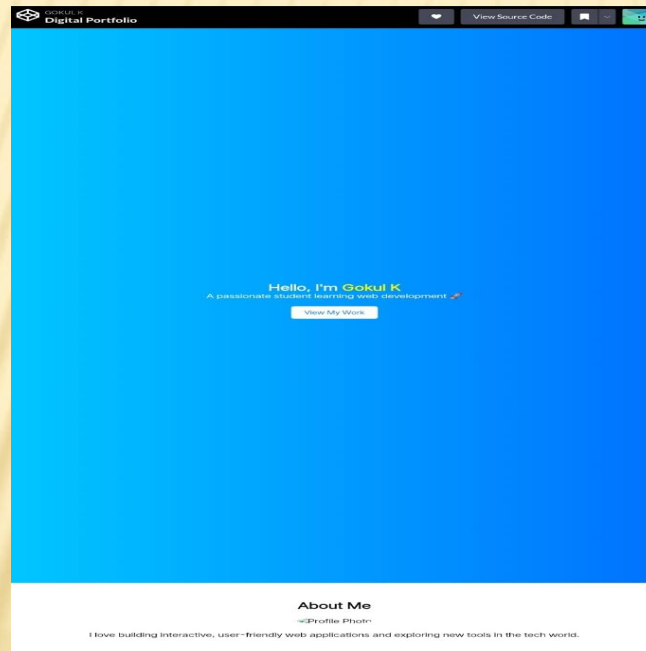 GOKUL K
Digital Portfolio
View Source Code
Hello, I'm Gokul K
A passionate student learning web development 🚀
View My Work
About Me
Profile Photo
I love building interactive, user-friendly web applications and exploring new tools in the tech world.